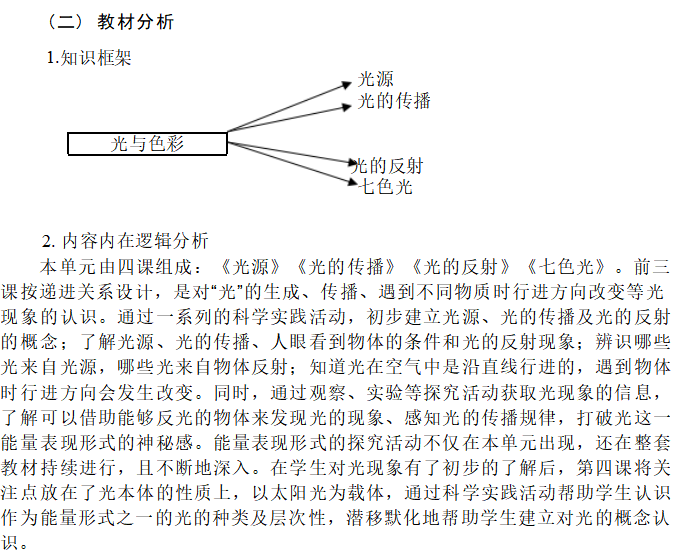 （二） 教材分析
1.知识框架
光源
光的传播
光与色彩
光的反射
七色光
2. 内容内在逻辑分析
本单元由四课组成：《光源》《光的传播》《光的反射》《七色光》。前三
课按递进关系设计，是对“光”的生成、传播、遇到不同物质时行进方向改变等光
现象的认识。通过一系列的科学实践活动，初步建立光源、光的传播及光的反射
的概念；了解光源、光的传播、人眼看到物体的条件和光的反射现象；辨识哪些
光来自光源，哪些光来自物体反射；知道光在空气中是沿直线行进的，遇到物体
时行进方向会发生改变。同时，通过观察、实验等探究活动获取光现象的信息，
了解可以借助能够反光的物体来发现光的现象、感知光的传播规律，打破光这一
能量表现形式的神秘感。能量表现形式的探究活动不仅在本单元出现，还在整套
教材持续进行，且不断地深入。在学生对光现象有了初步的了解后，第四课将关
注点放在了光本体的性质上，以太阳光为载体，通过科学实践活动帮助学生认识
作为能量形式之一的光的种类及层次性，潜移默化地帮助学生建立对光的概念认
识。